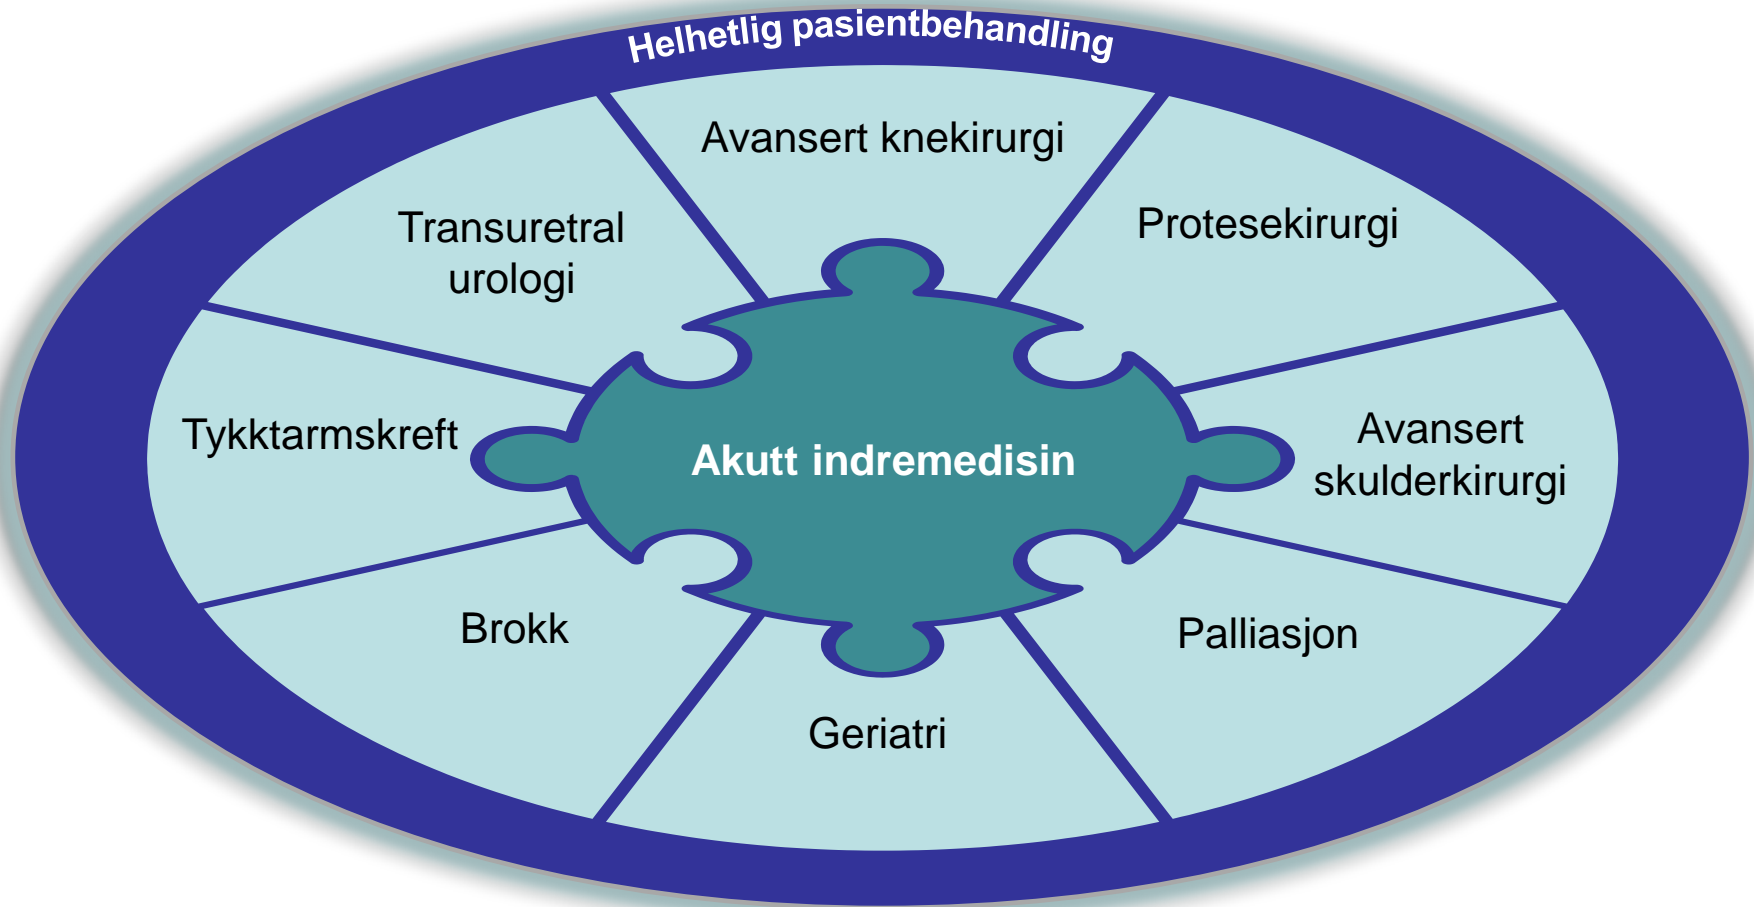 Helhetlig pasientbehandling
Avansert knekirurgi
Protesekirurgi
Transuretral
urologi
Tykktarmskreft
Akutt indremedisin
Avansert
skulderkirurgi
Brokk
Palliasjon
Geriatri